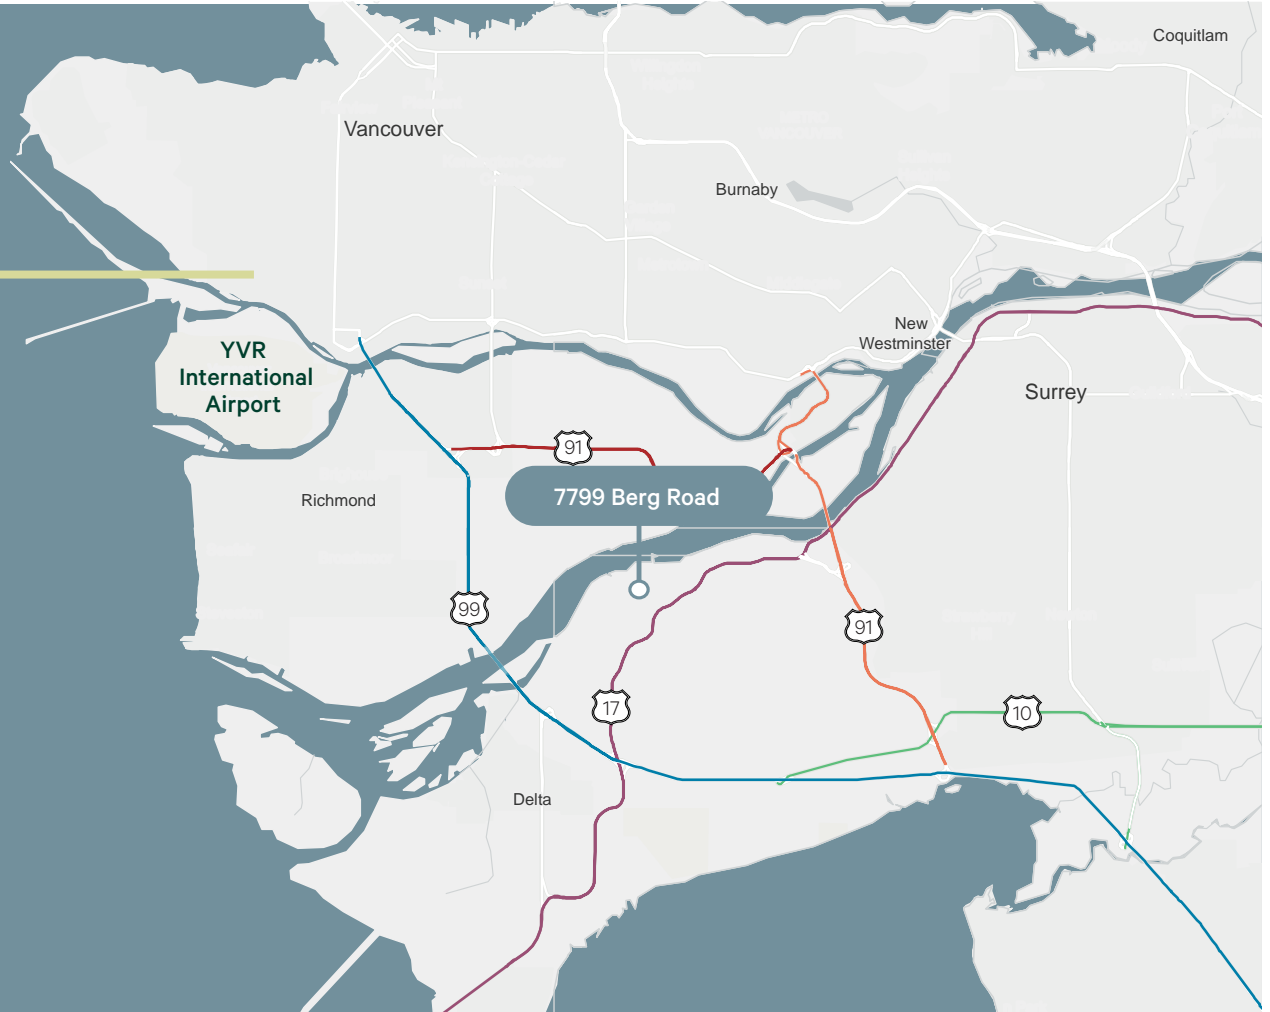 Coquitlam
Vancouver
Burnaby
New
Westminster
YVR
International
Airport
Surrey
91
7799 Berg Road
Richmond
99
91
17
10
Delta